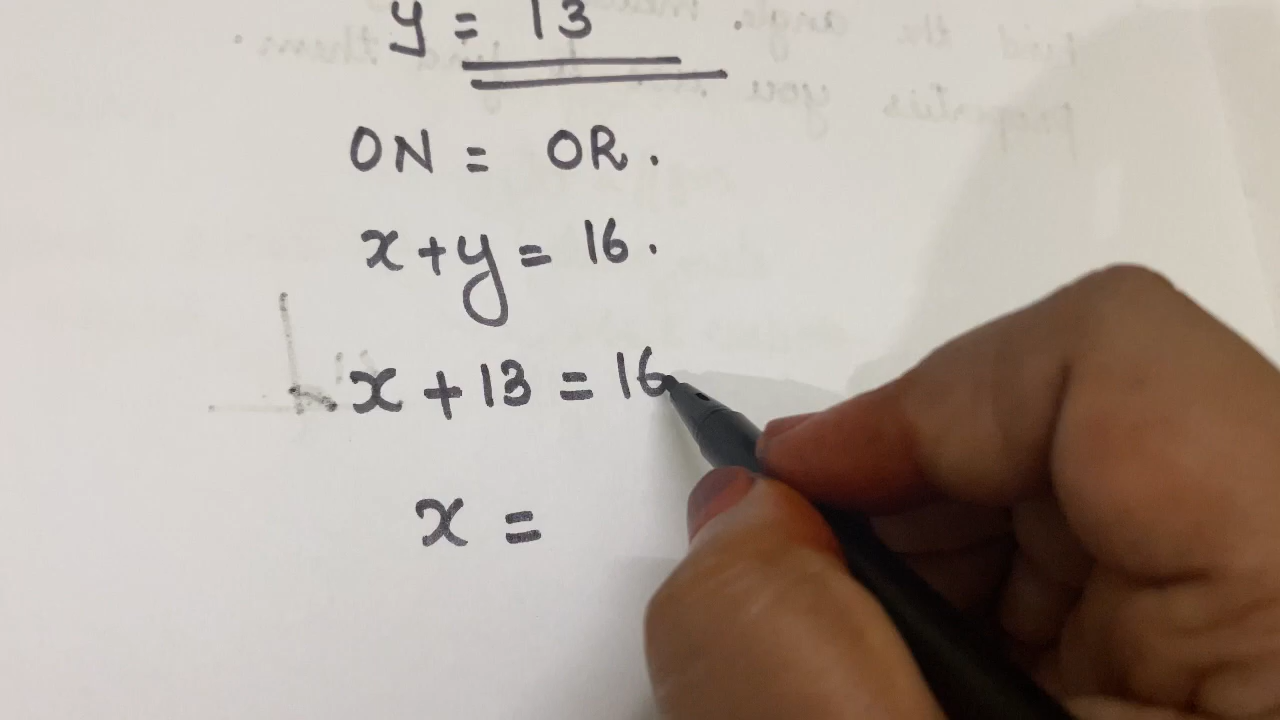 y = 13
ON = OR.
x + y = 16.
x + 13 = 16
x =